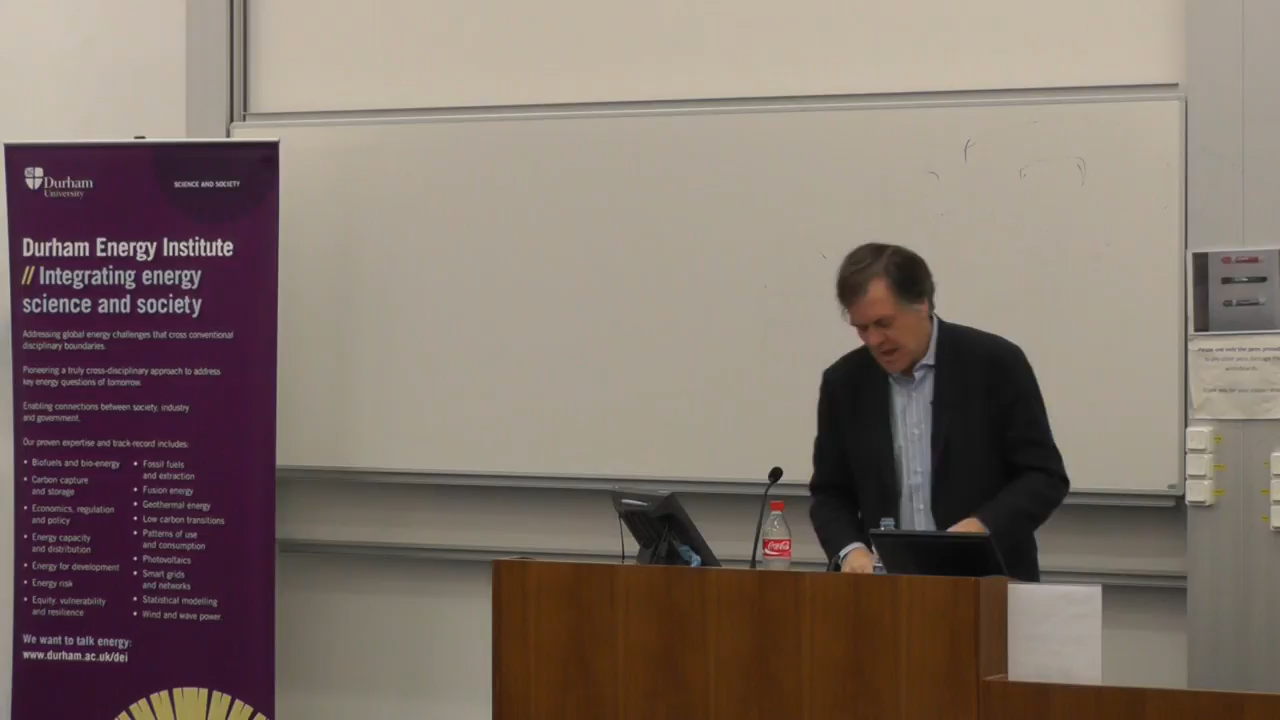 Durham
University
SCIENCE AND SOCIETY
Durham Energy Institute
// Integrating energy
science and society
Addressing global energy challenges that cross conventional
disciplinary boundaries.
Pioneering a truly cross-disciplinary approach to address
key energy questions of tomorrow.
Enabling connections between society, industry
and government.
Our proven expertise and track-record includes:
• Biofuels and bio-energy
• Carbon capture
and storage
• Economics, regulation
and policy
• Energy capacity
and distribution
• Energy for development
• Energy risk
• Equity, vulnerability
and resilience
• Fossil fuels
and extraction
• Fusion energy
• Geothermal energy
• Low carbon transitions
• Patterns of use
and consumption
• Photovoltaics
• Smart grids
and networks
• Statistical modelling
• Wind and wave power
We want to talk energy:
www.durham.ac.uk/dei
Coca-Cola